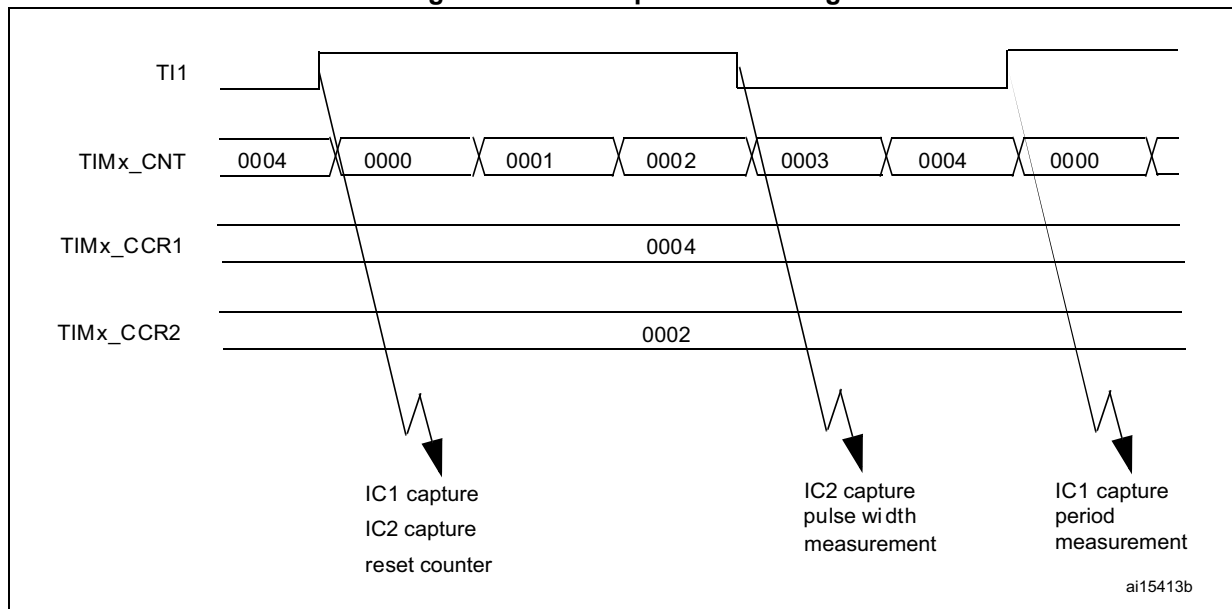 TI1
TIMx_CNT 0004 0000 0001 0002 0003 0004 0000
TIMx_CCR1 0004
TIMx_CCR2 0002
IC1 capture
IC2 capture
reset counter
IC2 capture
pulse width
measurement
IC1 capture
period
measurement
ai15413b